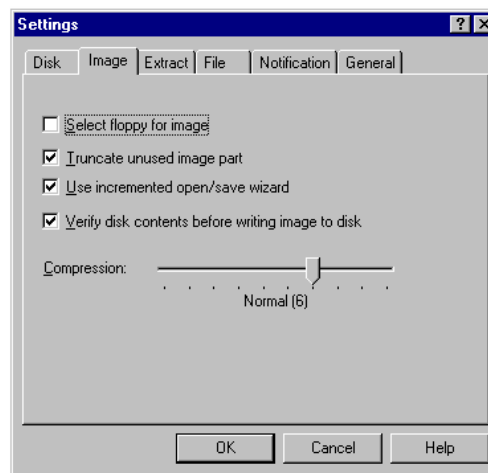 Settings
Disk Image Extract File Notification General
Select floppy for image
Truncate unused image part
Use incremented open/save wizard
Verify disk contents before writing image to disk
Compression:
Normal (6)
OK Cancel Help